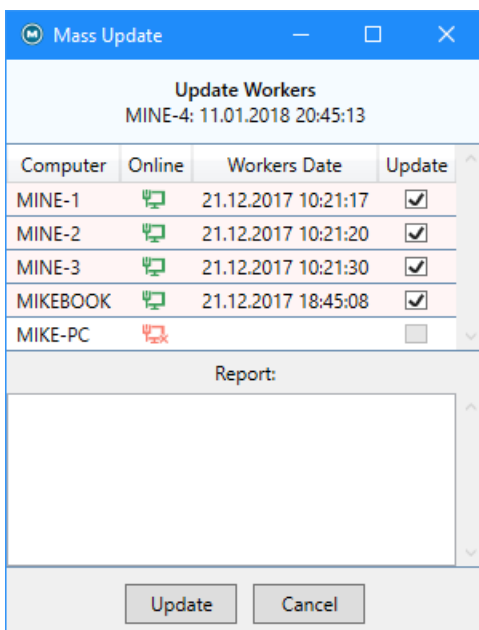 Mass Update
Update Workers
MINE-4: 11.01.2018 20:45:13
Computer Online Workers Date Update
MINE-1 21.12.2017 10:21:17
MINE-2 21.12.2017 10:21:20
MINE-3 21.12.2017 10:21:30
MIKEBOOK 21.12.2017 18:45:08
MIKE-PC
Report:
Update Cancel